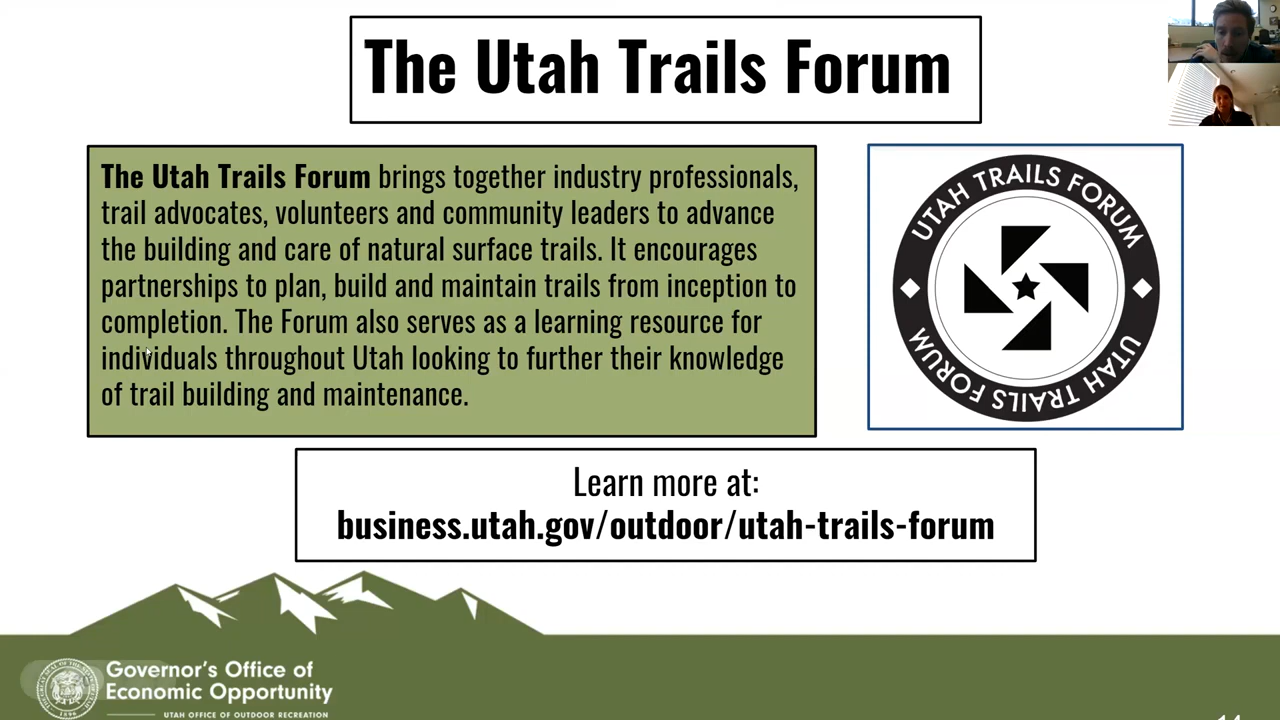 The Utah Trails Forum
The Utah Trails Forum brings together industry professionals,
trail advocates, volunteers and community leaders to advance
the building and care of natural surface trails. It encourages
partnerships to plan, build and maintain trails from inception to
completion. The Forum also serves as a learning resource for
individuals throughout Utah looking to further their knowledge
of trail building and maintenance.
UTAH TRAILS FORUM
UTAH TRAILS FORUM
Learn more at:
business.utah.gov/outdoor/utah-trails-forum
Governor's Office of
Economic Opportunity
UTAH OFFICE OF OUTDOOR RECREATION